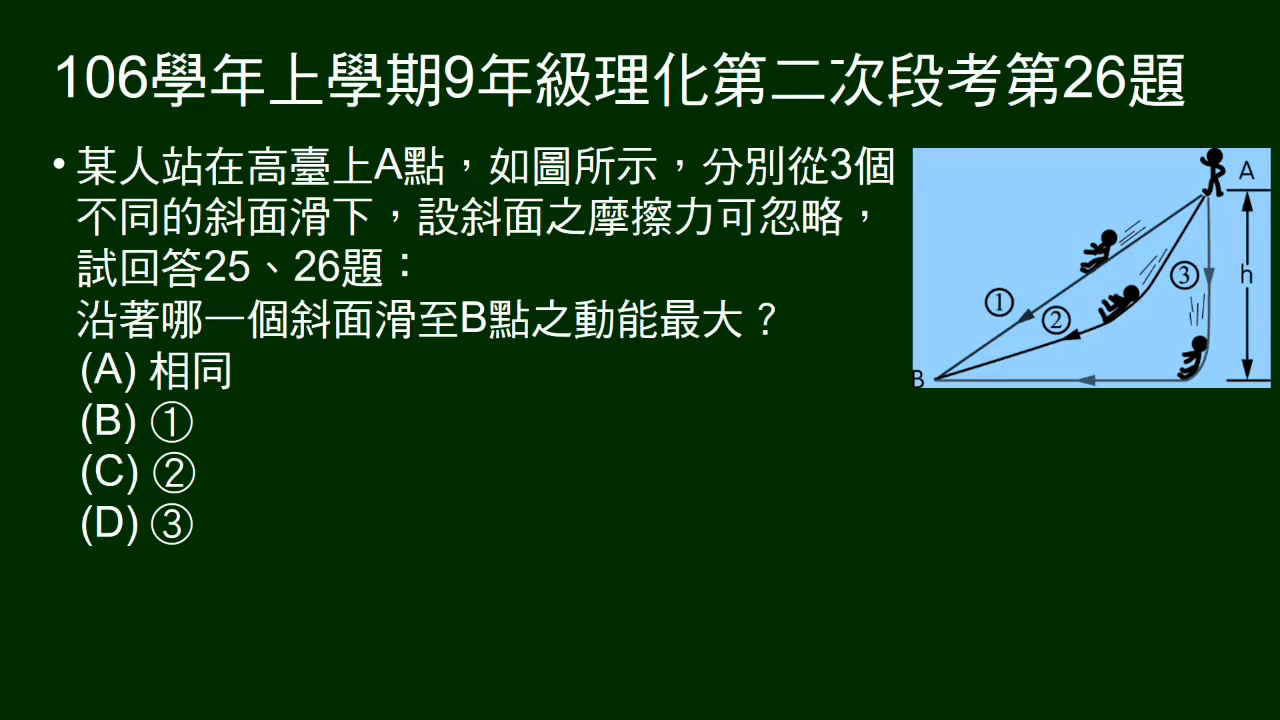 106學年上學期9年級理化第二次段考第26題
• 某人站在高臺上A點，如圖所示，分別從3個
不同的斜面滑下，設斜面之摩擦力可忽略，
試回答25、26題：
沿著哪一個斜面滑至B點之動能最大？
(A) 相同
(B) ①
(C) ②
(D) ③
A
③
h
①
②
B